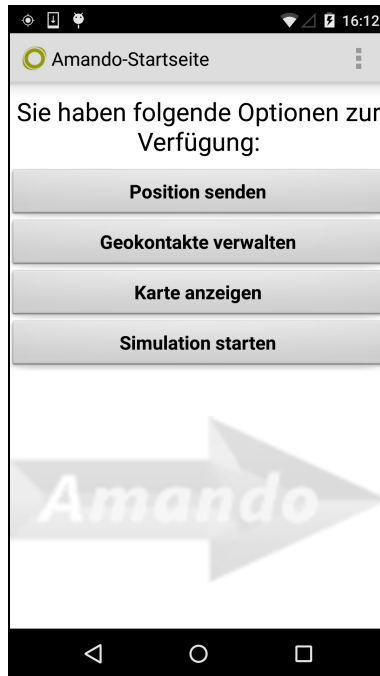 16:12
Amando-Startseite
Sie haben folgende Optionen zur
Verfügung:
Position senden
Geokontakte verwalten
Karte anzeigen
Simulation starten
Amando